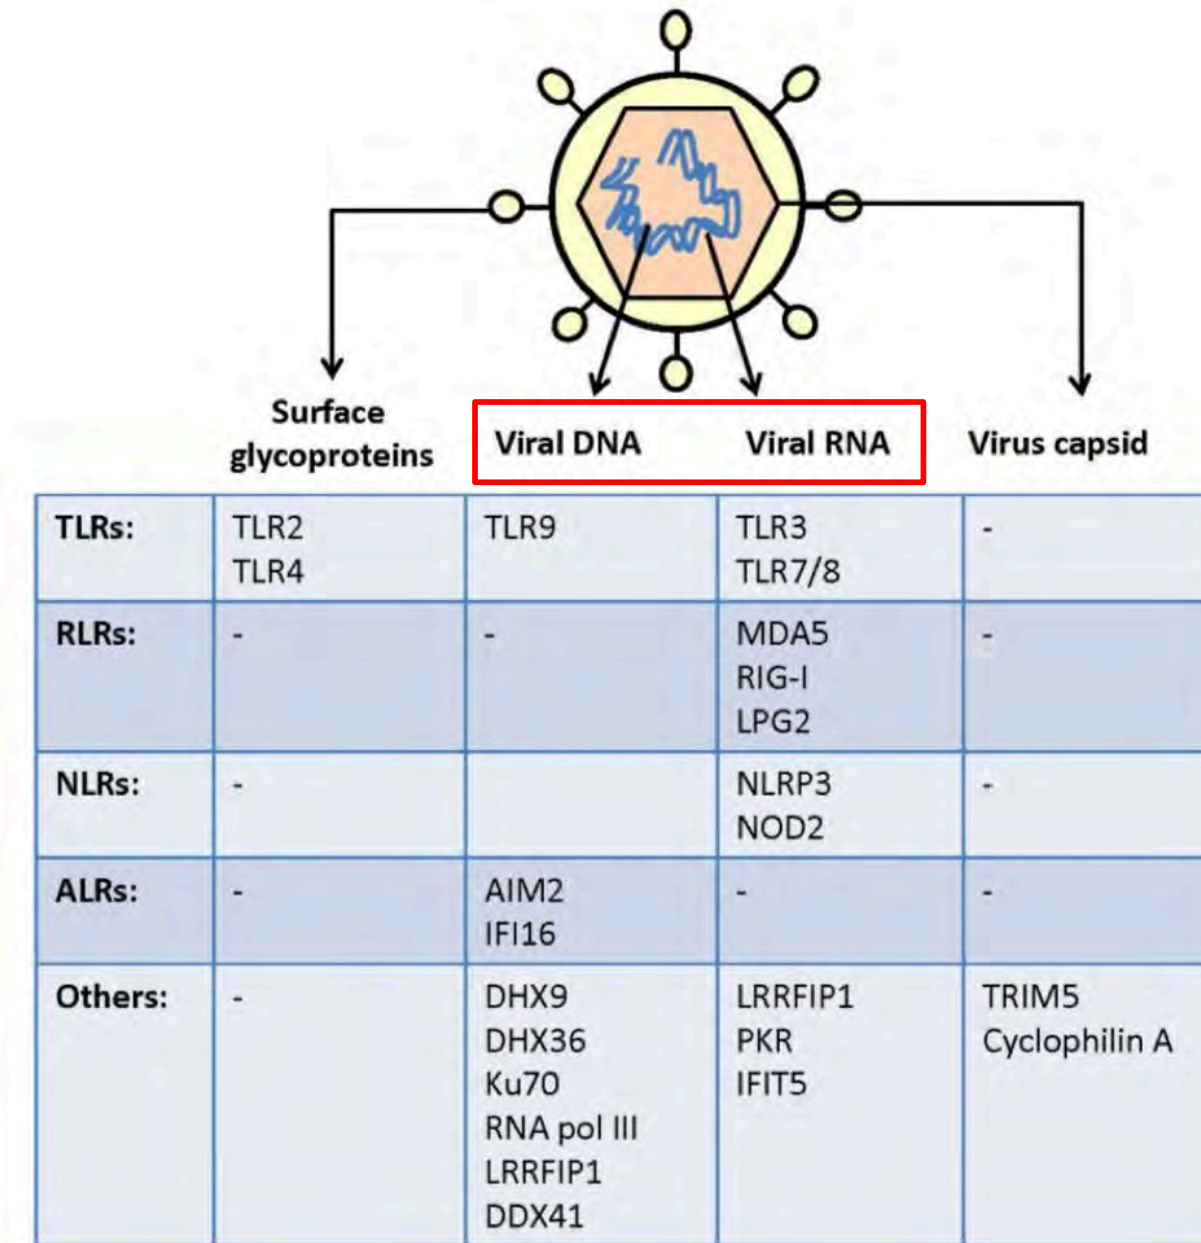 Surface
glycoproteins
Viral DNA
Viral RNA
Virus capsid
TLRs:
TLR2
TLR4
TLR9
TLR3
TLR7/8
-
RLRs:
-
-
MDA5
RIG-I
LPG2
-
NLRs:
-
NLRP3
NOD2
-
ALRs:
-
AIM2
IFI16
-
-
Others:
-
DHX9
DHX36
Ku70
RNA pol III
LRRFIP1
DDX41
LRRFIP1
PKR
IFIT5
TRIM5
Cyclophilin A